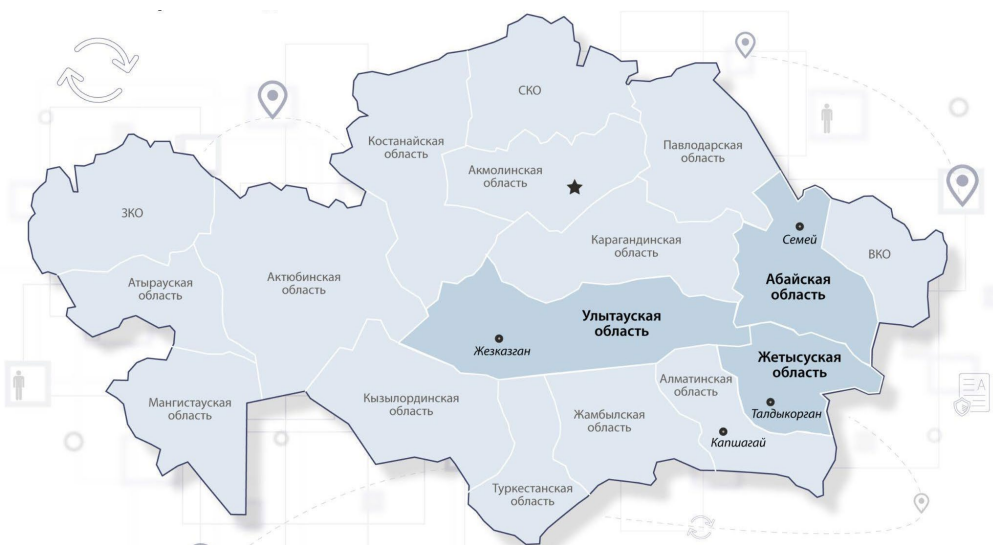 СКО
Костанайская
область
Павлодарская
область
Акмолинская
область
ЗКО
Карагандинская
область
Семей
ВКО
Атырауская
область
Актюбинская
область
Абайская
область
Улытауская
область
Жезказган
Жетысуская
область
Алматинская
область
Мангистауская
область
Кызылординская
область
Жамбылская
область
Талдыкорган
Капшагай
Туркестанская
область
A